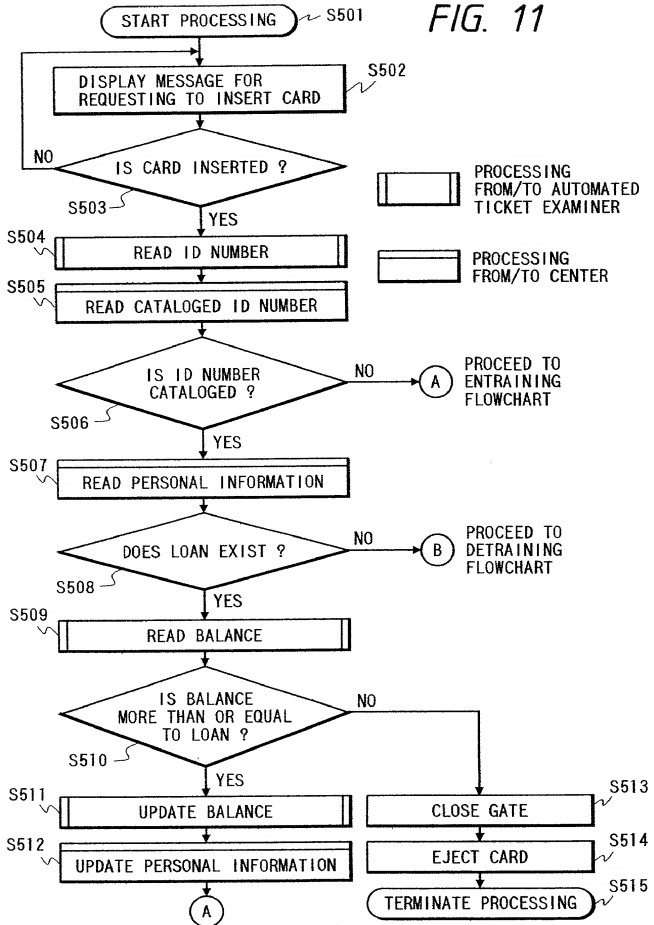 FIG. 11
START PROCESSING
S501
DISPLAY MESSAGE FOR
REQUESTING TO INSERT CARD
S502
NO
IS CARD INSERTED ?
S503
YES
PROCESSING
FROM/TO AUTOMATED
TICKET EXAMINER
S504
READ ID NUMBER
PROCESSING
FROM/TO CENTER
S505
READ CATALOGED ID NUMBER
IS ID NUMBER
CATALOGED ?
S506
NO
A
PROCEED TO
ENTRAINING
FLOWCHART
YES
S507
READ PERSONAL INFORMATION
DOES LOAN EXIST ?
S508
NO
B
PROCEED TO
DETRAINING
FLOWCHART
YES
S509
READ BALANCE
IS BALANCE
MORE THAN OR EQUAL
TO LOAN ?
S510
NO
YES
S511
UPDATE BALANCE
S512
UPDATE PERSONAL INFORMATION
A
CLOSE GATE
S513
EJECT CARD
S514
TERMINATE PROCESSING
S515